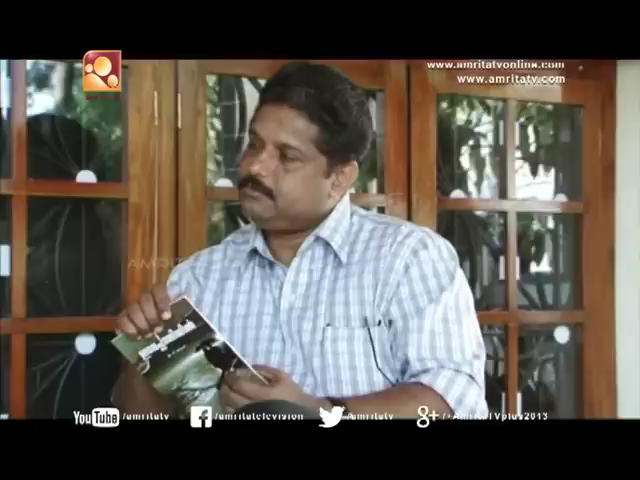 www.amritatvonline.com
www.amritatv.com
YouTube /amritatv
/amritatelevision
/amritatv
g+ /+AmritaTVplus2013